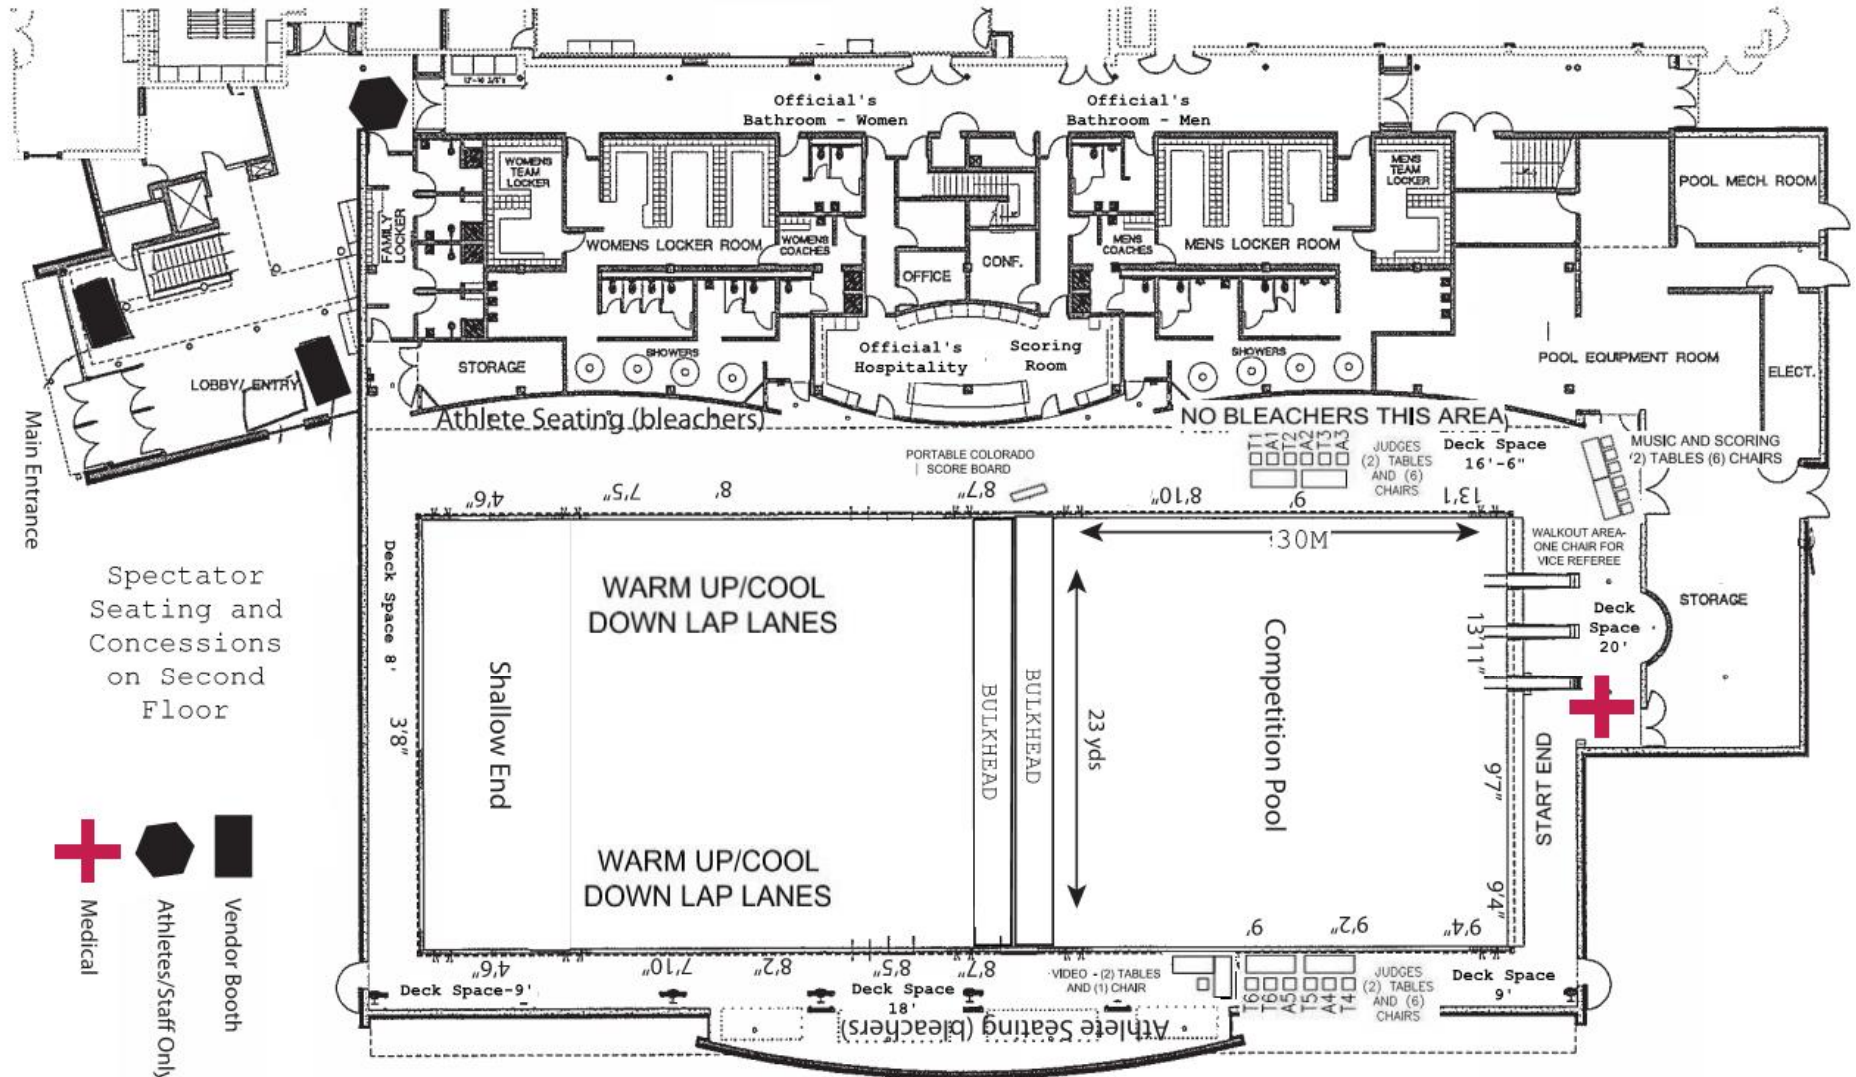 12'-10 3/8"±
Official's
Bathroom - Women
Official's
Bathroom - Men
WOMENS
TEAM
LOCKER
MENS
TEAM
LOCKER
POOL MECH. ROOM
FAMILY
LOCKER
WOMENS LOCKER ROOM
WOMENS
COACHES
OFFICE
CONF.
MENS
COACHES
MENS LOCKER ROOM
LOBBY/ ENTRY
STORAGE
SHOWERS
Official's
Hospitality
Scoring
Room
SHOWERS
POOL EQUIPMENT ROOM
ELECT.
Main Entrance
Athlete Seating (bleachers)
NO BLEACHERS THIS AREA
PORTABLE COLORADO
SCORE BOARD
T1
A1
T2
A2
T3
A3
JUDGES
(2) TABLES
AND (6)
CHAIRS
Deck Space
16'-6"
MUSIC AND SCORING
(2) TABLES (6) CHAIRS
4'6"
7'5"
8'
8'7"
8'10"
9'
13'1
30M
WALKOUT AREA-
ONE CHAIR FOR
VICE REFEREE
Spectator
Seating and
Concessions
on Second
Floor
Deck Space 8'
3'8"
WARM UP/COOL
DOWN LAP LANES
Shallow End
BULKHEAD
BULKHEAD
23 yds
Competition Pool
13'11"
Deck
Space
20'
STORAGE
9'7"
START END
9'4"
WARM UP/COOL
DOWN LAP LANES
Medical
Athletes/Staff Only
Vendor Booth
4'6"
7'10"
8'2"
8'5"
8'7"
9'
9'2"
9'4"
Deck Space-9'
Deck Space
18'
VIDEO - (2) TABLES
AND (1) CHAIR
T6
T6
A5
T5
A4
T4
JUDGES
(2) TABLES
AND (6)
CHAIRS
Deck Space
9'
Athlete Seating (bleachers)